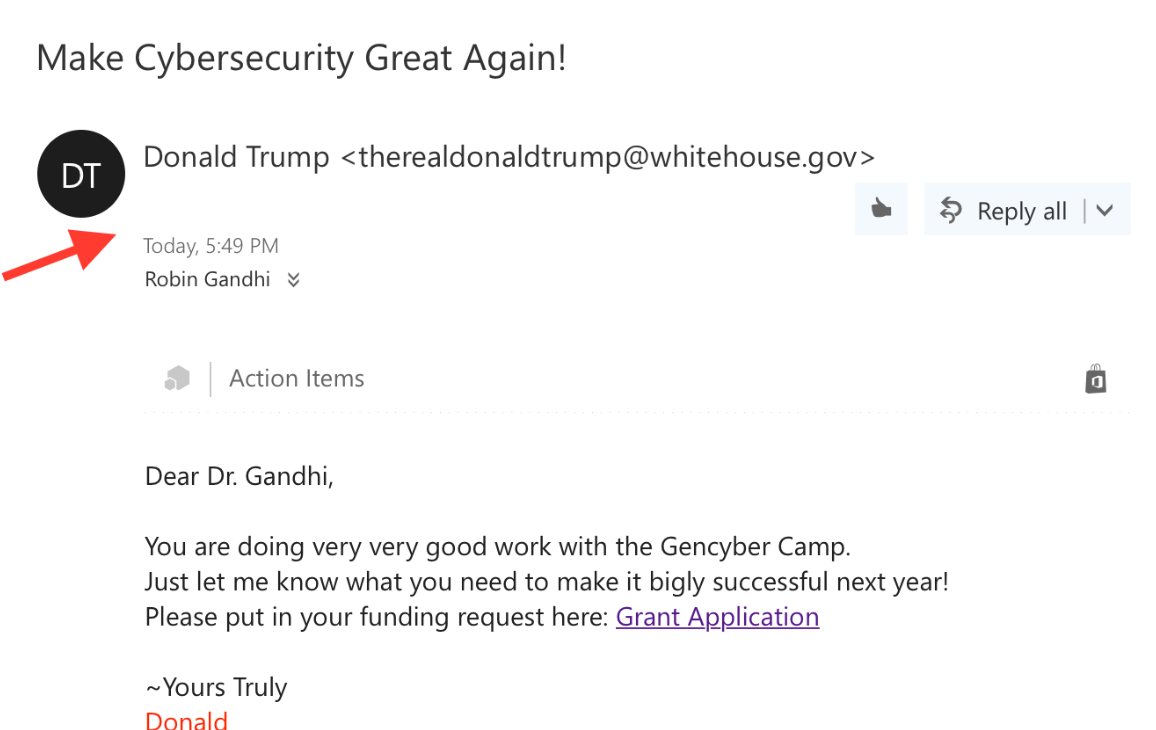 Make Cybersecurity Great Again!
DT
Donald Trump <therealdonaldtrump@whitehouse.gov>
Reply all
Today, 5:49 PM
Robin Gandhi
Action Items
Dear Dr. Gandhi,
You are doing very very good work with the Gencyber Camp.
Just let me know what you need to make it bigly successful next year!
Please put in your funding request here: Grant Application
~Yours Truly
Donald